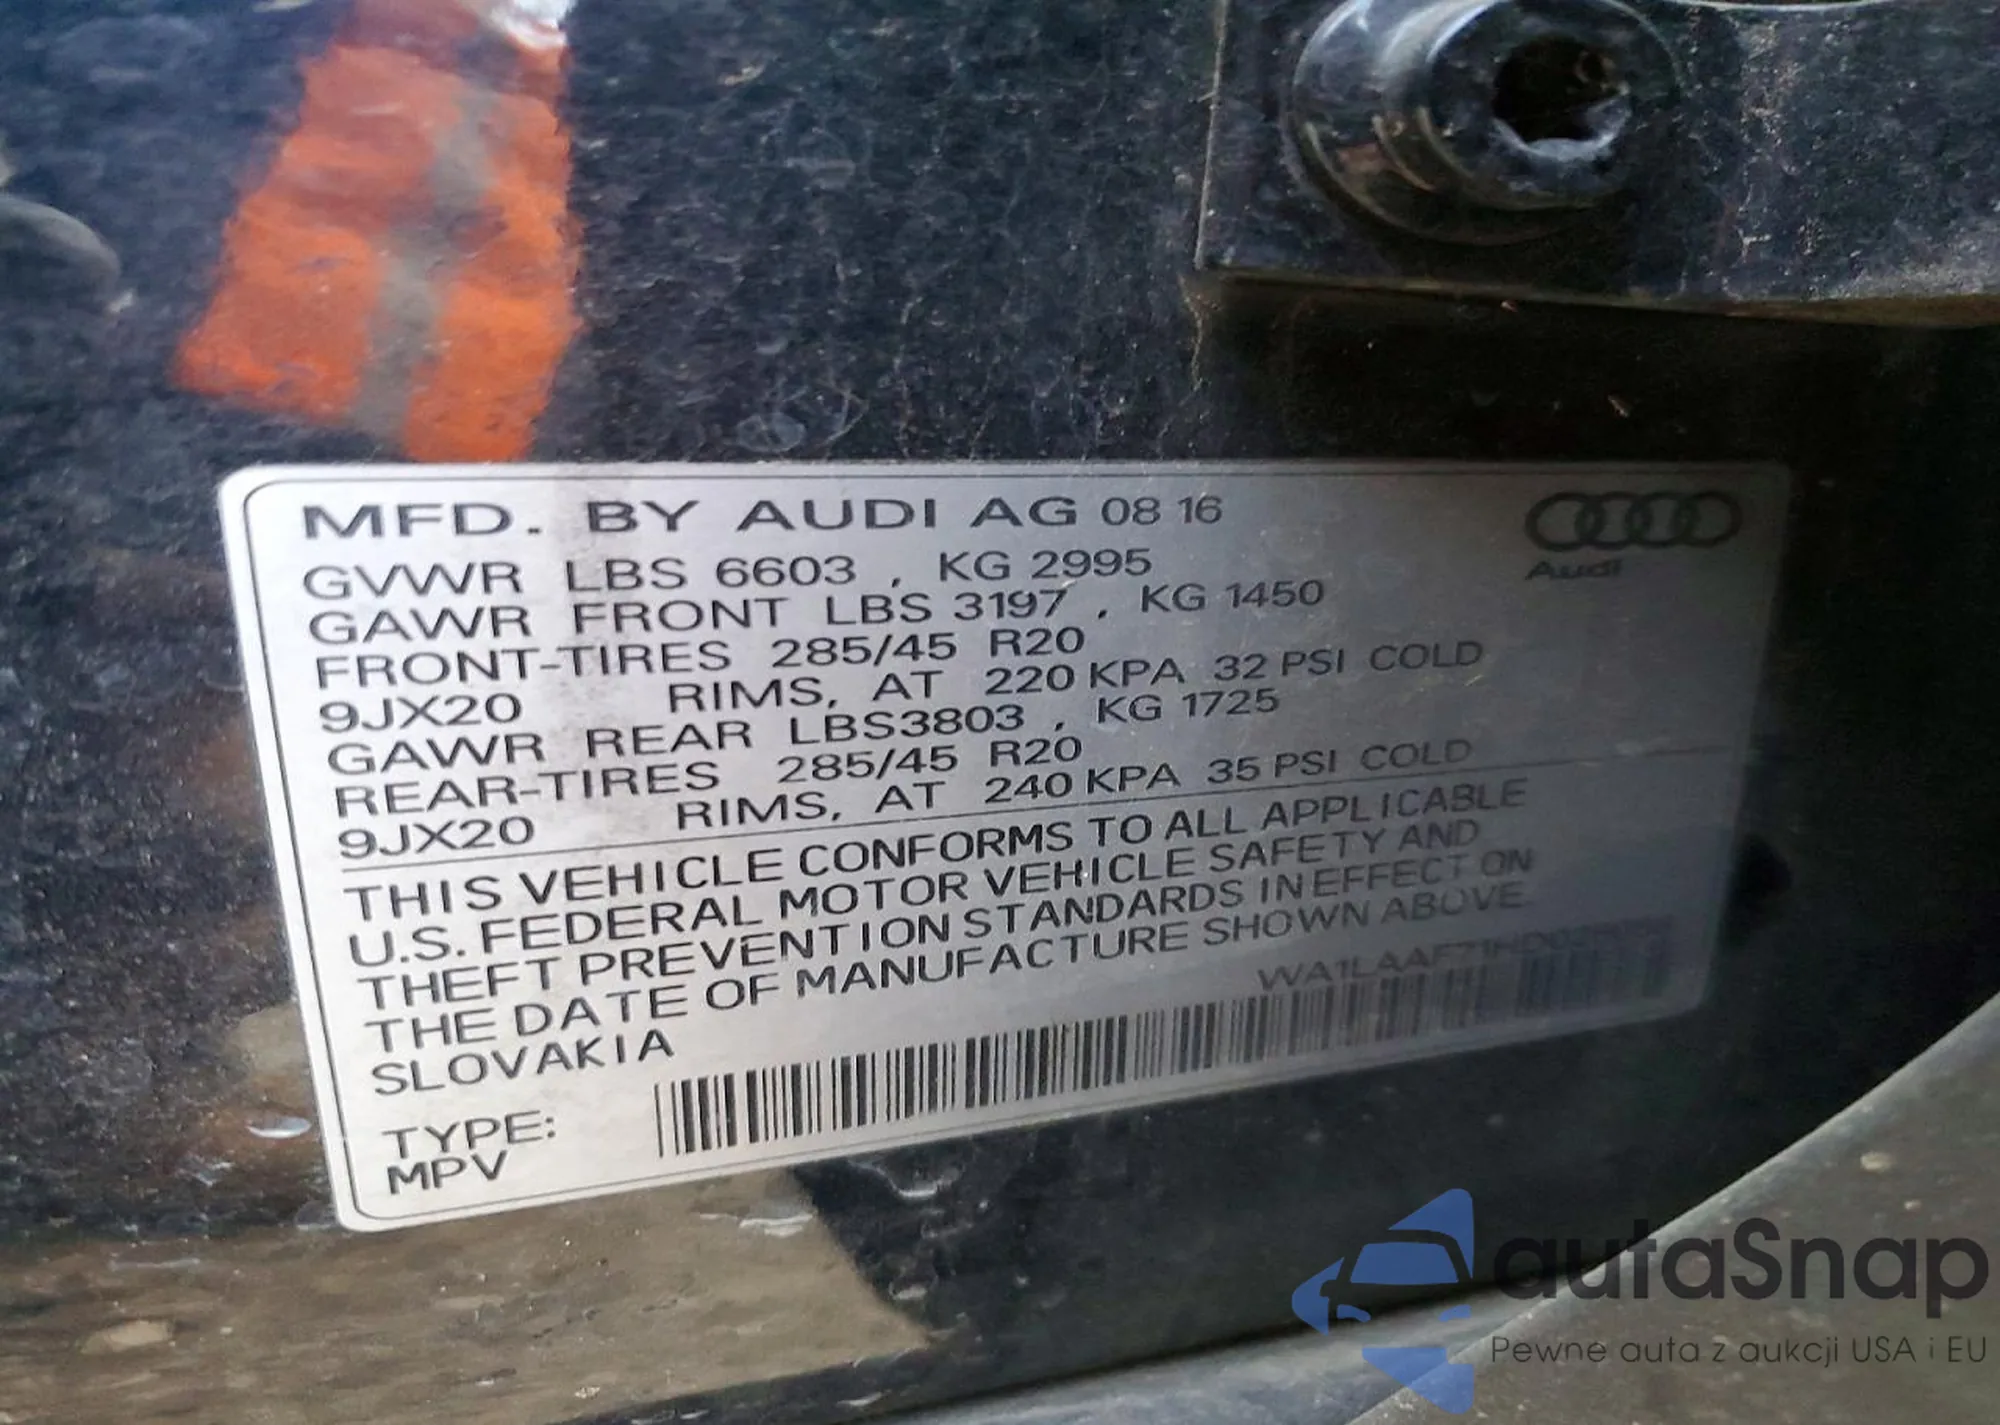 MFD. BY AUDI AG 08 16
Audi
GVWR LBS 6603 , KG 2995
GAWR FRONT LBS 3197 , KG 1450
FRONT-TIRES 285/45 R20
9JX20 RIMS, AT 220 KPA 32 PSI COLD
GAWR REAR LBS3803 , KG 1725
REAR-TIRES 285/45 R20
9JX20 RIMS, AT 240 KPA 35 PSI COLD
THIS VEHICLE CONFORMS TO ALL APPLICABLE
U.S. FEDERAL MOTOR VEHICLE SAFETY AND
THEFT PREVENTION STANDARDS IN EFFECT ON
THE DATE OF MANUFACTURE SHOWN ABOVE.
SLOVAKIA
TYPE:
MPV
autaSnap
Pewne auta z aukcji USA i EU